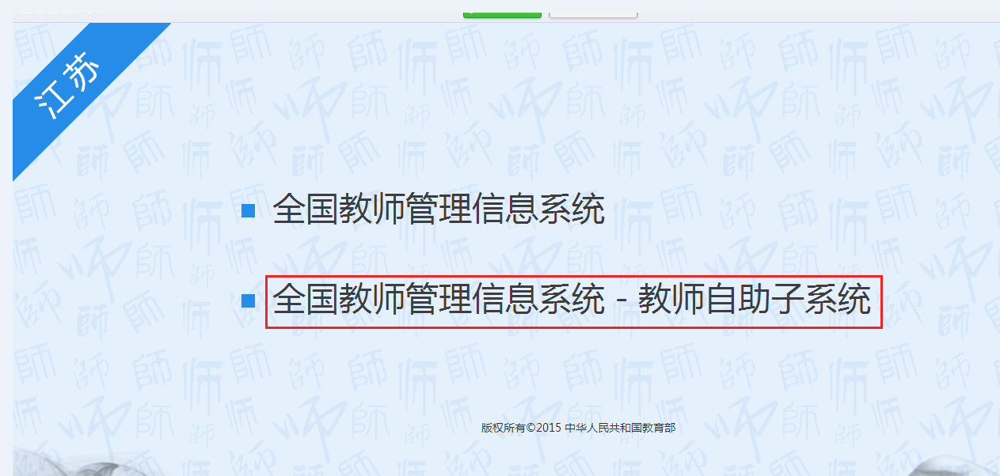 江苏
全国教师管理信息系统
全国教师管理信息系统 - 教师自助子系统
版权所有©2015 中华人民共和国教育部